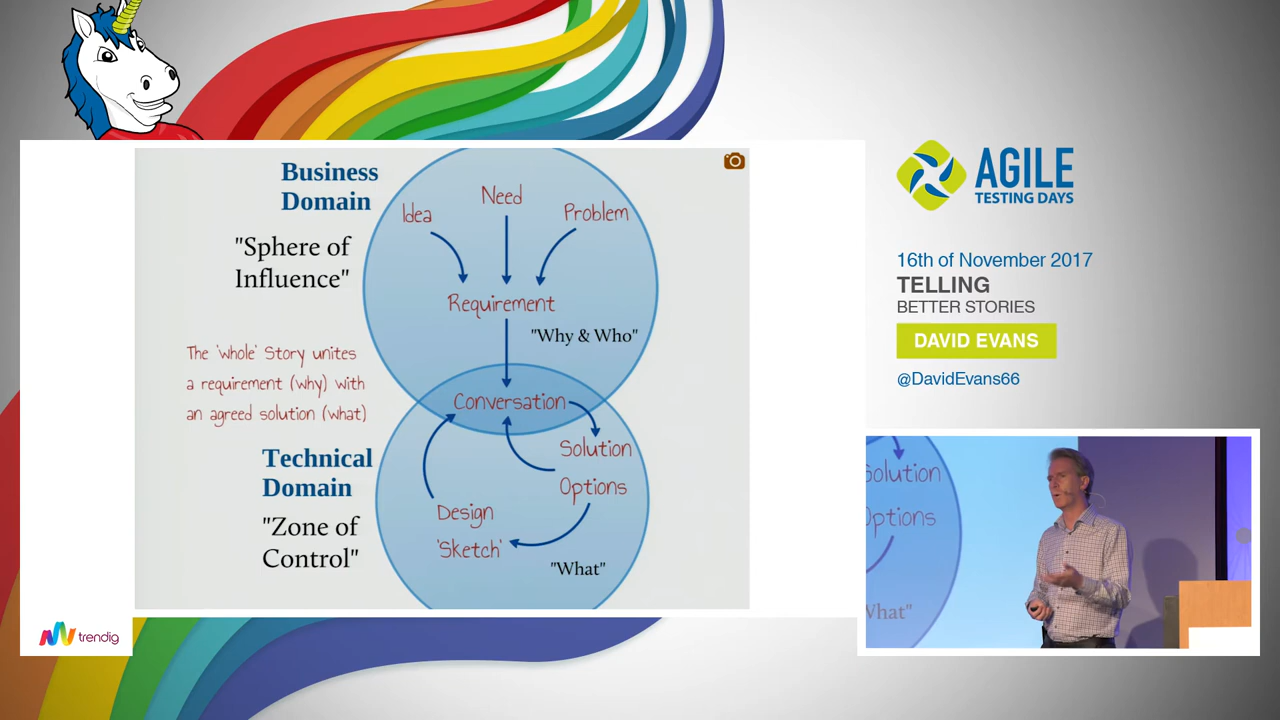 Business
Domain
"Sphere of
Influence"
Idea
Need
Problem
Requirement
"Why & Who"
The 'whole' Story unites
a requirement (why) with
an agreed solution (what)
Conversation
Technical
Domain
"Zone of
Control"
Solution
Options
Design
'Sketch'
"What"
trendig
AGILE
TESTING DAYS
16th of November 2017
TELLING
BETTER STORIES
DAVID EVANS
@DavidEvans66
Solution
Options
What"